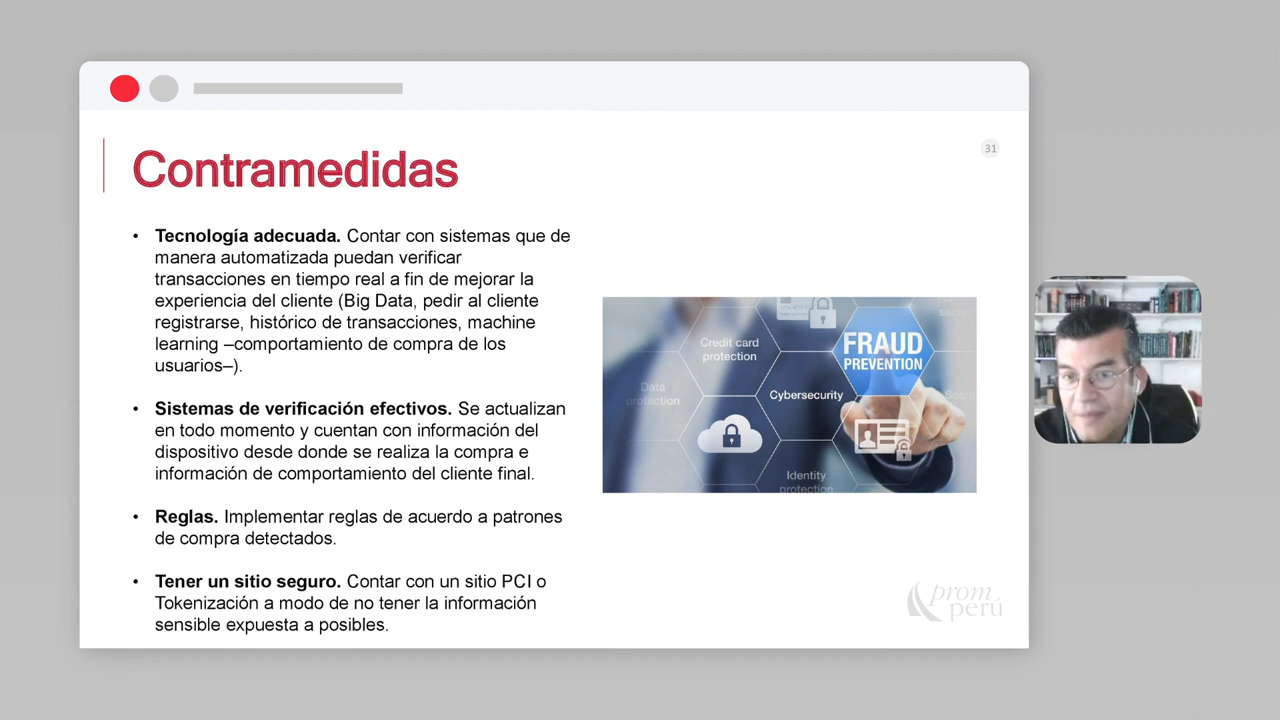 Contramedidas
31
• Tecnología adecuada. Contar con sistemas que de
manera automatizada puedan verificar
transacciones en tiempo real a fin de mejorar la
experiencia del cliente (Big Data, pedir al cliente
registrarse, histórico de transacciones, machine
learning –comportamiento de compra de los
usuarios–).
• Sistemas de verificación efectivos. Se actualizan
en todo momento y cuentan con información del
dispositivo desde donde se realiza la compra e
información de comportamiento del cliente final.
• Reglas. Implementar reglas de acuerdo a patrones
de compra detectados.
• Tener un sitio seguro. Contar con un sitio PCI o
Tokenización a modo de no tener la información
sensible expuesta a posibles.
Credit card
protection
FRAUD
PREVENTION
Data
protection
Cybersecurity
Identity
protection
prom
perú